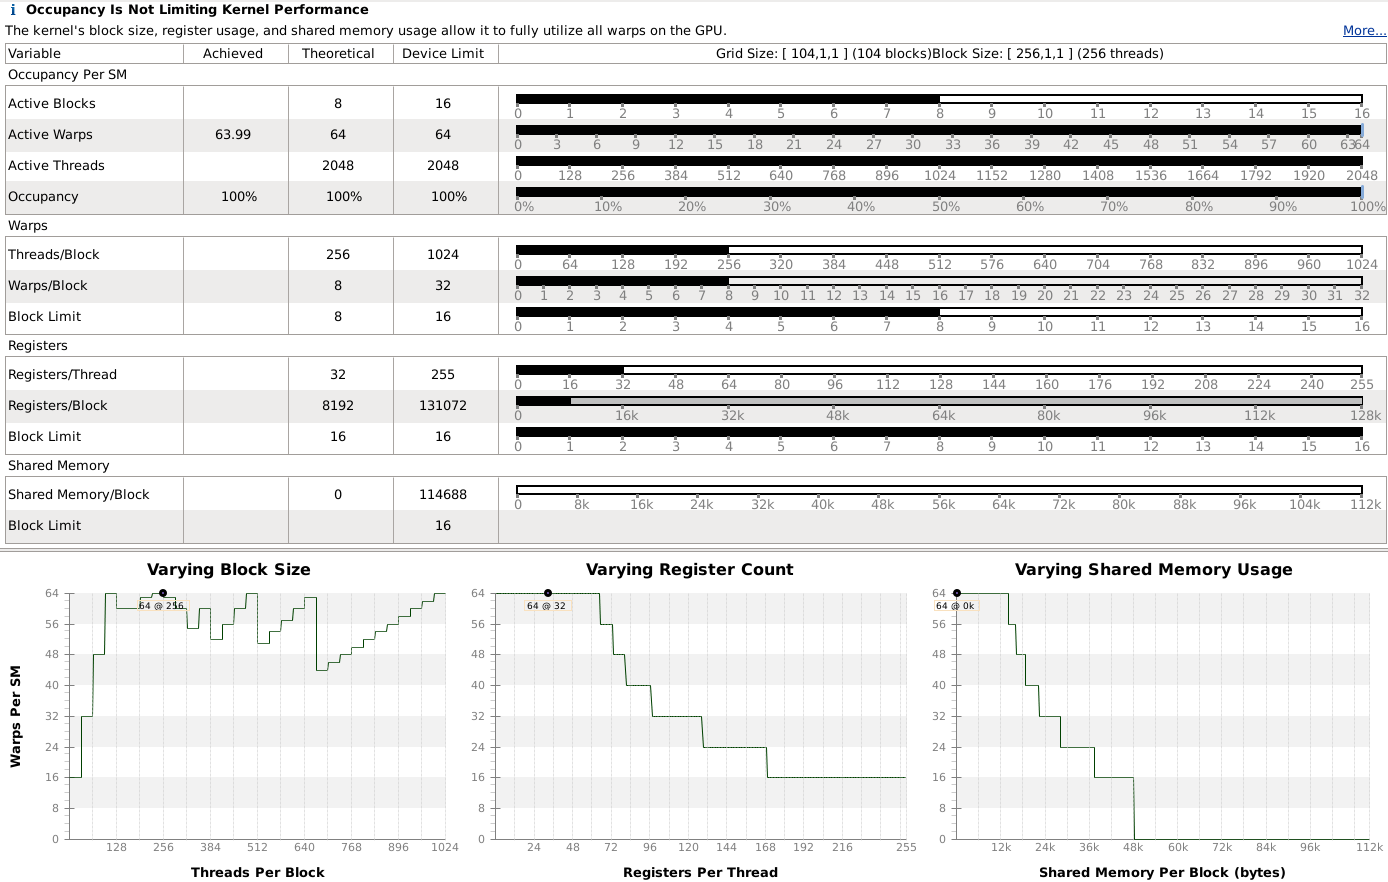 i Occupancy Is Not Limiting Kernel Performance
The kernel's block size, register usage, and shared memory usage allow it to fully utilize all warps on the GPU. More...
Variable Achieved Theoretical Device Limit Grid Size: [ 104,1,1 ] (104 blocks)Block Size: [ 256,1,1 ] (256 threads)
Occupancy Per SM
Active Blocks 8 16
0 1 2 3 4 5 6 7 8 9 10 11 12 13 14 15 16
Active Warps 63.99 64 64
0 3 6 9 12 15 18 21 24 27 30 33 36 39 42 45 48 51 54 57 60 63 64
Active Threads 2048 2048
0 128 256 384 512 640 768 896 1024 1152 1280 1408 1536 1664 1792 1920 2048
Occupancy 100% 100% 100%
0% 10% 20% 30% 40% 50% 60% 70% 80% 90% 100%
Warps
Threads/Block 256 1024
0 64 128 192 256 320 384 448 512 576 640 704 768 832 896 960 1024
Warps/Block 8 32
0 1 2 3 4 5 6 7 8 9 10 11 12 13 14 15 16 17 18 19 20 21 22 23 24 25 26 27 28 29 30 31 32
Block Limit 8 16
0 1 2 3 4 5 6 7 8 9 10 11 12 13 14 15 16
Registers
Registers/Thread 32 255
0 16 32 48 64 80 96 112 128 144 160 176 192 208 224 240 255
Registers/Block 8192 131072
0 16k 32k 48k 64k 80k 96k 112k 128k
Block Limit 16 16
0 1 2 3 4 5 6 7 8 9 10 11 12 13 14 15 16
Shared Memory
Shared Memory/Block 0 114688
0 8k 16k 24k 32k 40k 48k 56k 64k 72k 80k 88k 96k 104k 112k
Block Limit 16
Varying Block Size
Warps Per SM
64
56
48
40
32
24
16
8
0
64 @ 256
128 256 384 512 640 768 896 1024
Threads Per Block
Varying Register Count
64
56
48
40
32
24
16
8
0
64 @ 32
24 48 72 96 120 144 168 192 216 255
Registers Per Thread
Varying Shared Memory Usage
64
56
48
40
32
24
16
8
0
64 @ 0k
12k 24k 36k 48k 60k 72k 84k 96k 112k
Shared Memory Per Block (bytes)